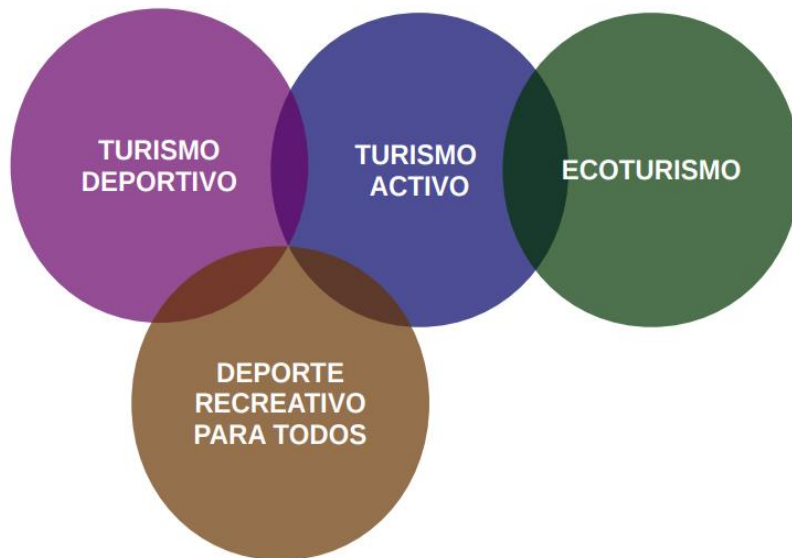 TURISMO
DEPORTIVO
TURISMO
ACTIVO
ECOTURISMO
DEPORTE
RECREATIVO
PARA TODOS